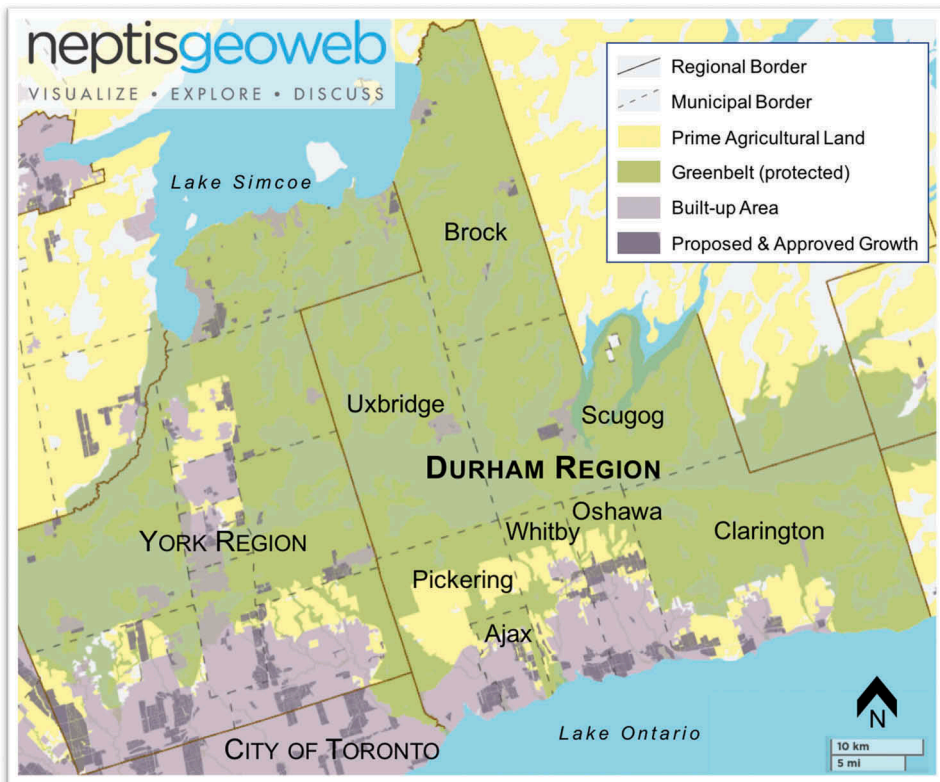 neptisgeoweb
VISUALIZE • EXPLORE • DISCUSS
Regional Border
Municipal Border
Prime Agricultural Land
Greenbelt (protected)
Built-up Area
Proposed & Approved Growth
Lake Simcoe
Brock
Uxbridge
Scugog
DURHAM REGION
Oshawa
Whitby
Clarington
YORK REGION
Pickering
Ajax
Lake Ontario
CITY OF TORONTO
N
10 km
5 mi